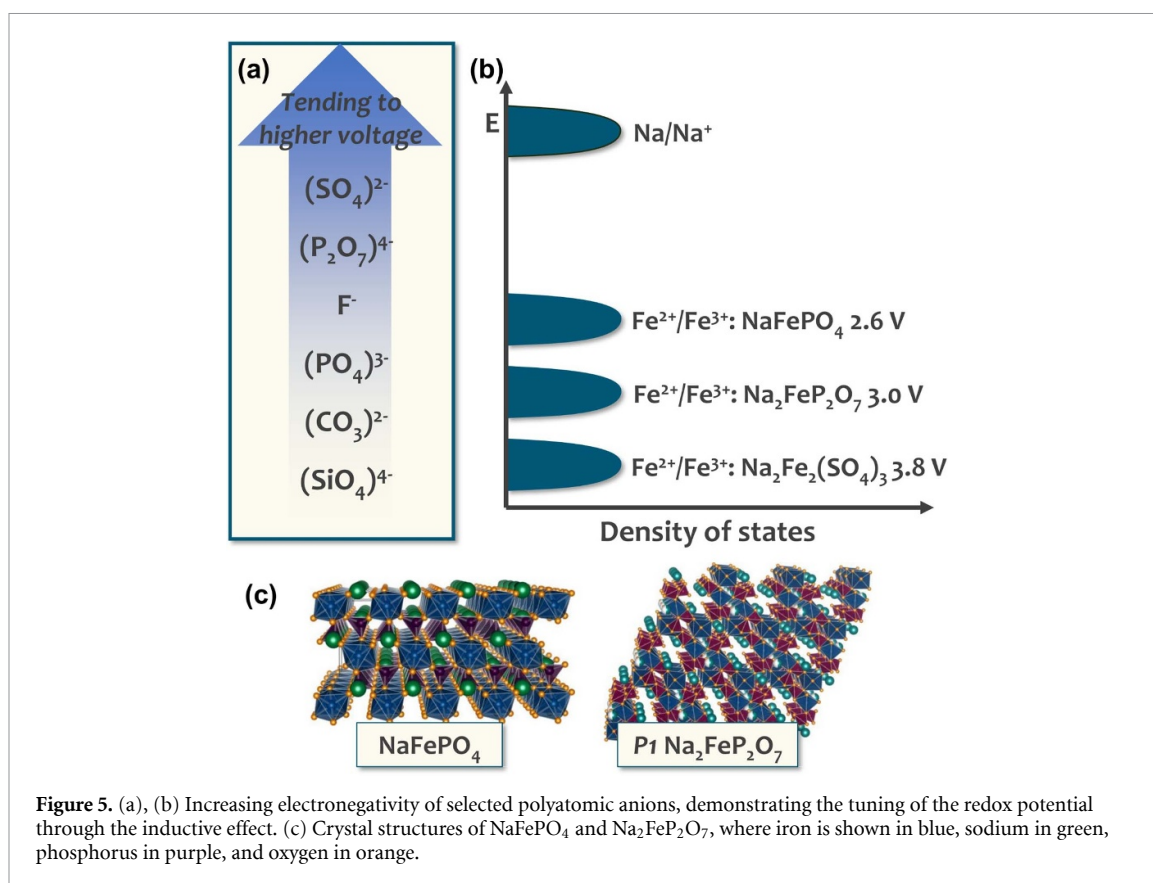 (a)
Tending to
higher voltage
(SO₄)²⁻
(P₂O₇)⁴⁻
F⁻
(PO₄)³⁻
(CO₃)²⁻
(SiO₄)⁴⁻
(b)
E
Na/Na⁺
Fe²⁺/Fe³⁺: NaFePO₄ 2.6 V
Fe²⁺/Fe³⁺: Na₂FeP₂O₇ 3.0 V
Fe²⁺/Fe³⁺: Na₂Fe₂(SO₄)₃ 3.8 V
Density of states
(c)
NaFePO₄
P1 Na₂FeP₂O₇
Figure 5. (a), (b) Increasing electronegativity of selected polyatomic anions, demonstrating the tuning of the redox potential
through the inductive effect. (c) Crystal structures of NaFePO₄ and Na₂FeP₂O₇, where iron is shown in blue, sodium in green,
phosphorus in purple, and oxygen in orange.